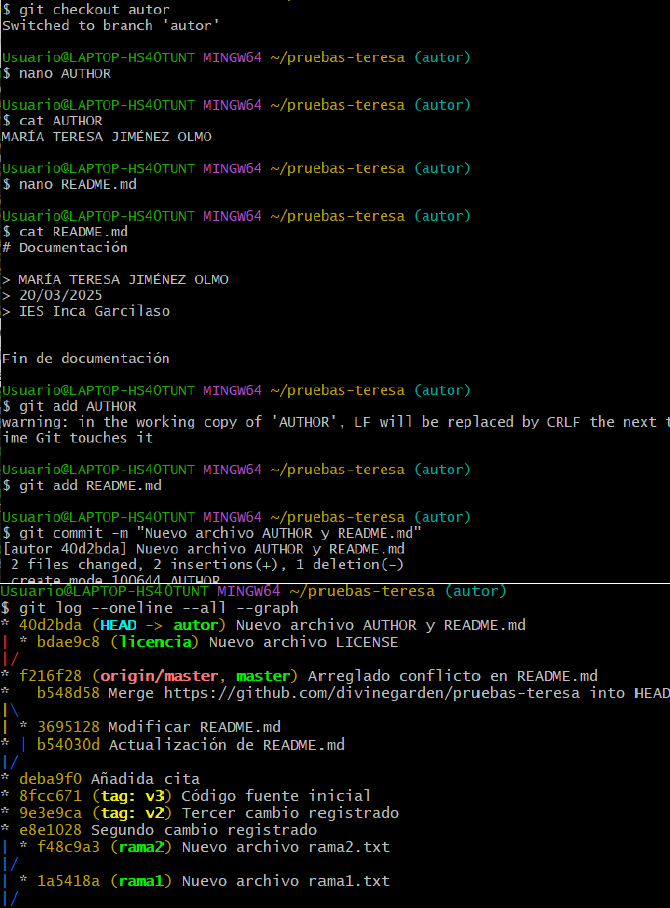 $ git checkout autor
Switched to branch 'autor'
Usuario@LAPTOP-HS40TUNT MINGW64 ~/pruebas-teresa (autor)
$ nano AUTHOR
Usuario@LAPTOP-HS40TUNT MINGW64 ~/pruebas-teresa (autor)
$ cat AUTHOR
MARÍA TERESA JIMÉNEZ OLMO
Usuario@LAPTOP-HS40TUNT MINGW64 ~/pruebas-teresa (autor)
$ nano README.md
Usuario@LAPTOP-HS40TUNT MINGW64 ~/pruebas-teresa (autor)
$ cat README.md
# Documentación
> MARÍA TERESA JIMÉNEZ OLMO
> 20/03/2025
> IES Inca Garcilaso
Fin de documentación
Usuario@LAPTOP-HS40TUNT MINGW64 ~/pruebas-teresa (autor)
$ git add AUTHOR
warning: in the working copy of 'AUTHOR', LF will be replaced by CRLF the next t
ime Git touches it
Usuario@LAPTOP-HS40TUNT MINGW64 ~/pruebas-teresa (autor)
$ git add README.md
Usuario@LAPTOP-HS40TUNT MINGW64 ~/pruebas-teresa (autor)
$ git commit -m "Nuevo archivo AUTHOR y README.md"
[autor 40d2bda] Nuevo archivo AUTHOR y README.md
 2 files changed, 2 insertions(+), 1 deletion(-)
 create mode 100644 AUTHOR
Usuario@LAPTOP-HS40TUNT MINGW64 ~/pruebas-teresa (autor)
$ git log --oneline --all --graph
* 40d2bda (HEAD -> autor) Nuevo archivo AUTHOR y README.md
| * bdae9c8 (licencia) Nuevo archivo LICENSE
|/
* f216f28 (origin/master, master) Arreglado conflicto en README.md
*   b548d58 Merge https://github.com/divinegarden/pruebas-teresa into HEAD
|\
| * 3695128 Modificar README.md
* | b54030d Actualización de README.md
|/
* deba9f0 Añadida cita
* 8fcc671 (tag: v3) Código fuente inicial
* 9e3e9ca (tag: v2) Tercer cambio registrado
* e8e1028 Segundo cambio registrado
| * f48c9a3 (rama2) Nuevo archivo rama2.txt
|/
| * 1a5418a (rama1) Nuevo archivo rama1.txt
|/